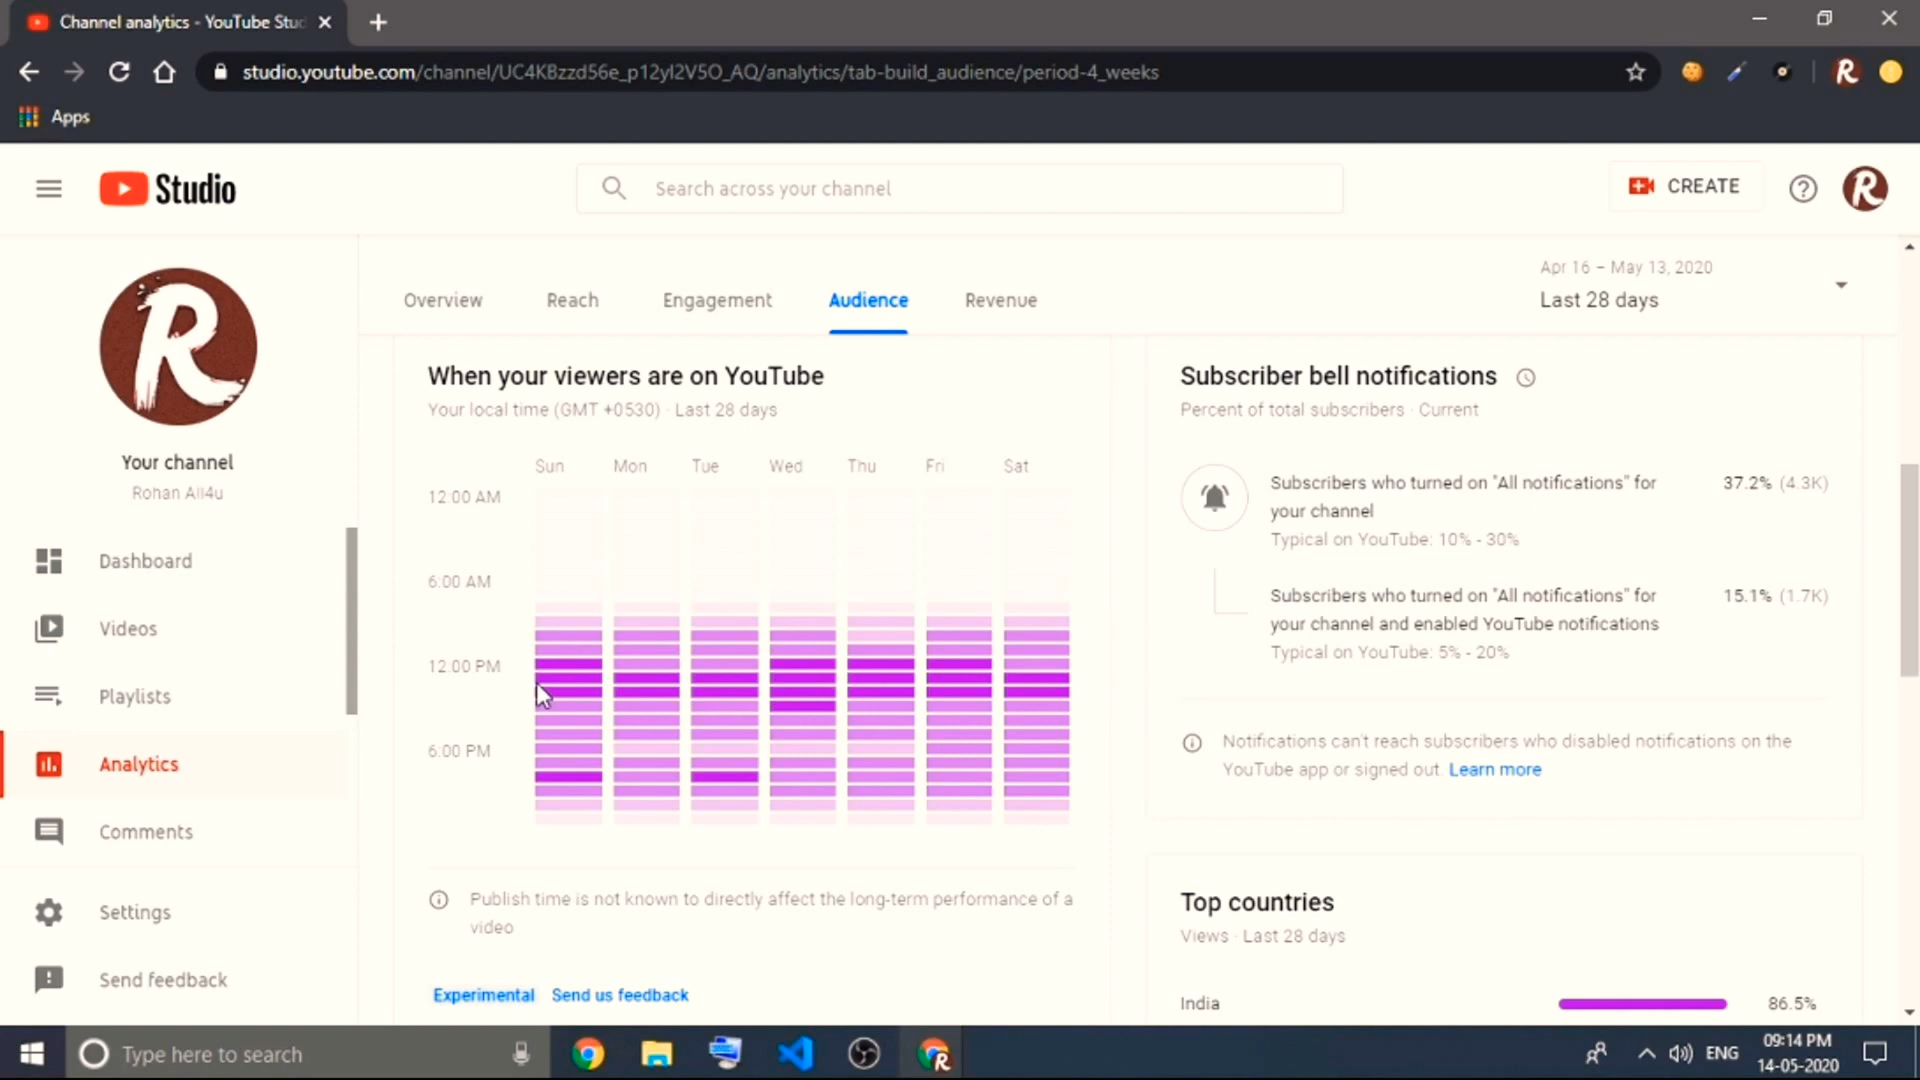 Channel analytics - YouTube Stud
studio.youtube.com/channel/UC4KBzzd56e_p12yI2V5O_AQ/analytics/tab-build_audience/period-4_weeks
R
Apps
Studio
Search across your channel
CREATE
R
R
Your channel
Rohan All4u
Dashboard
Videos
Playlists
Analytics
Comments
Settings
Send feedback
Overview
Reach
Engagement
Audience
Revenue
Apr 16 – May 13, 2020
Last 28 days
When your viewers are on YouTube
Your local time (GMT +0530) · Last 28 days
Sun Mon Tue Wed Thu Fri Sat
12:00 AM
6:00 AM
12:00 PM
6:00 PM
Publish time is not known to directly affect the long-term performance of a
video
Experimental Send us feedback
Subscriber bell notifications
Percent of total subscribers · Current
Subscribers who turned on "All notifications" for 37.2% (4.3K)
your channel
Typical on YouTube: 10% - 30%
Subscribers who turned on "All notifications" for 15.1% (1.7K)
your channel and enabled YouTube notifications
Typical on YouTube: 5% - 20%
Notifications can't reach subscribers who disabled notifications on the
YouTube app or signed out. Learn more
Top countries
Views · Last 28 days
India 86.5%
Type here to search
R
ENG
09:14 PM
14-05-2020